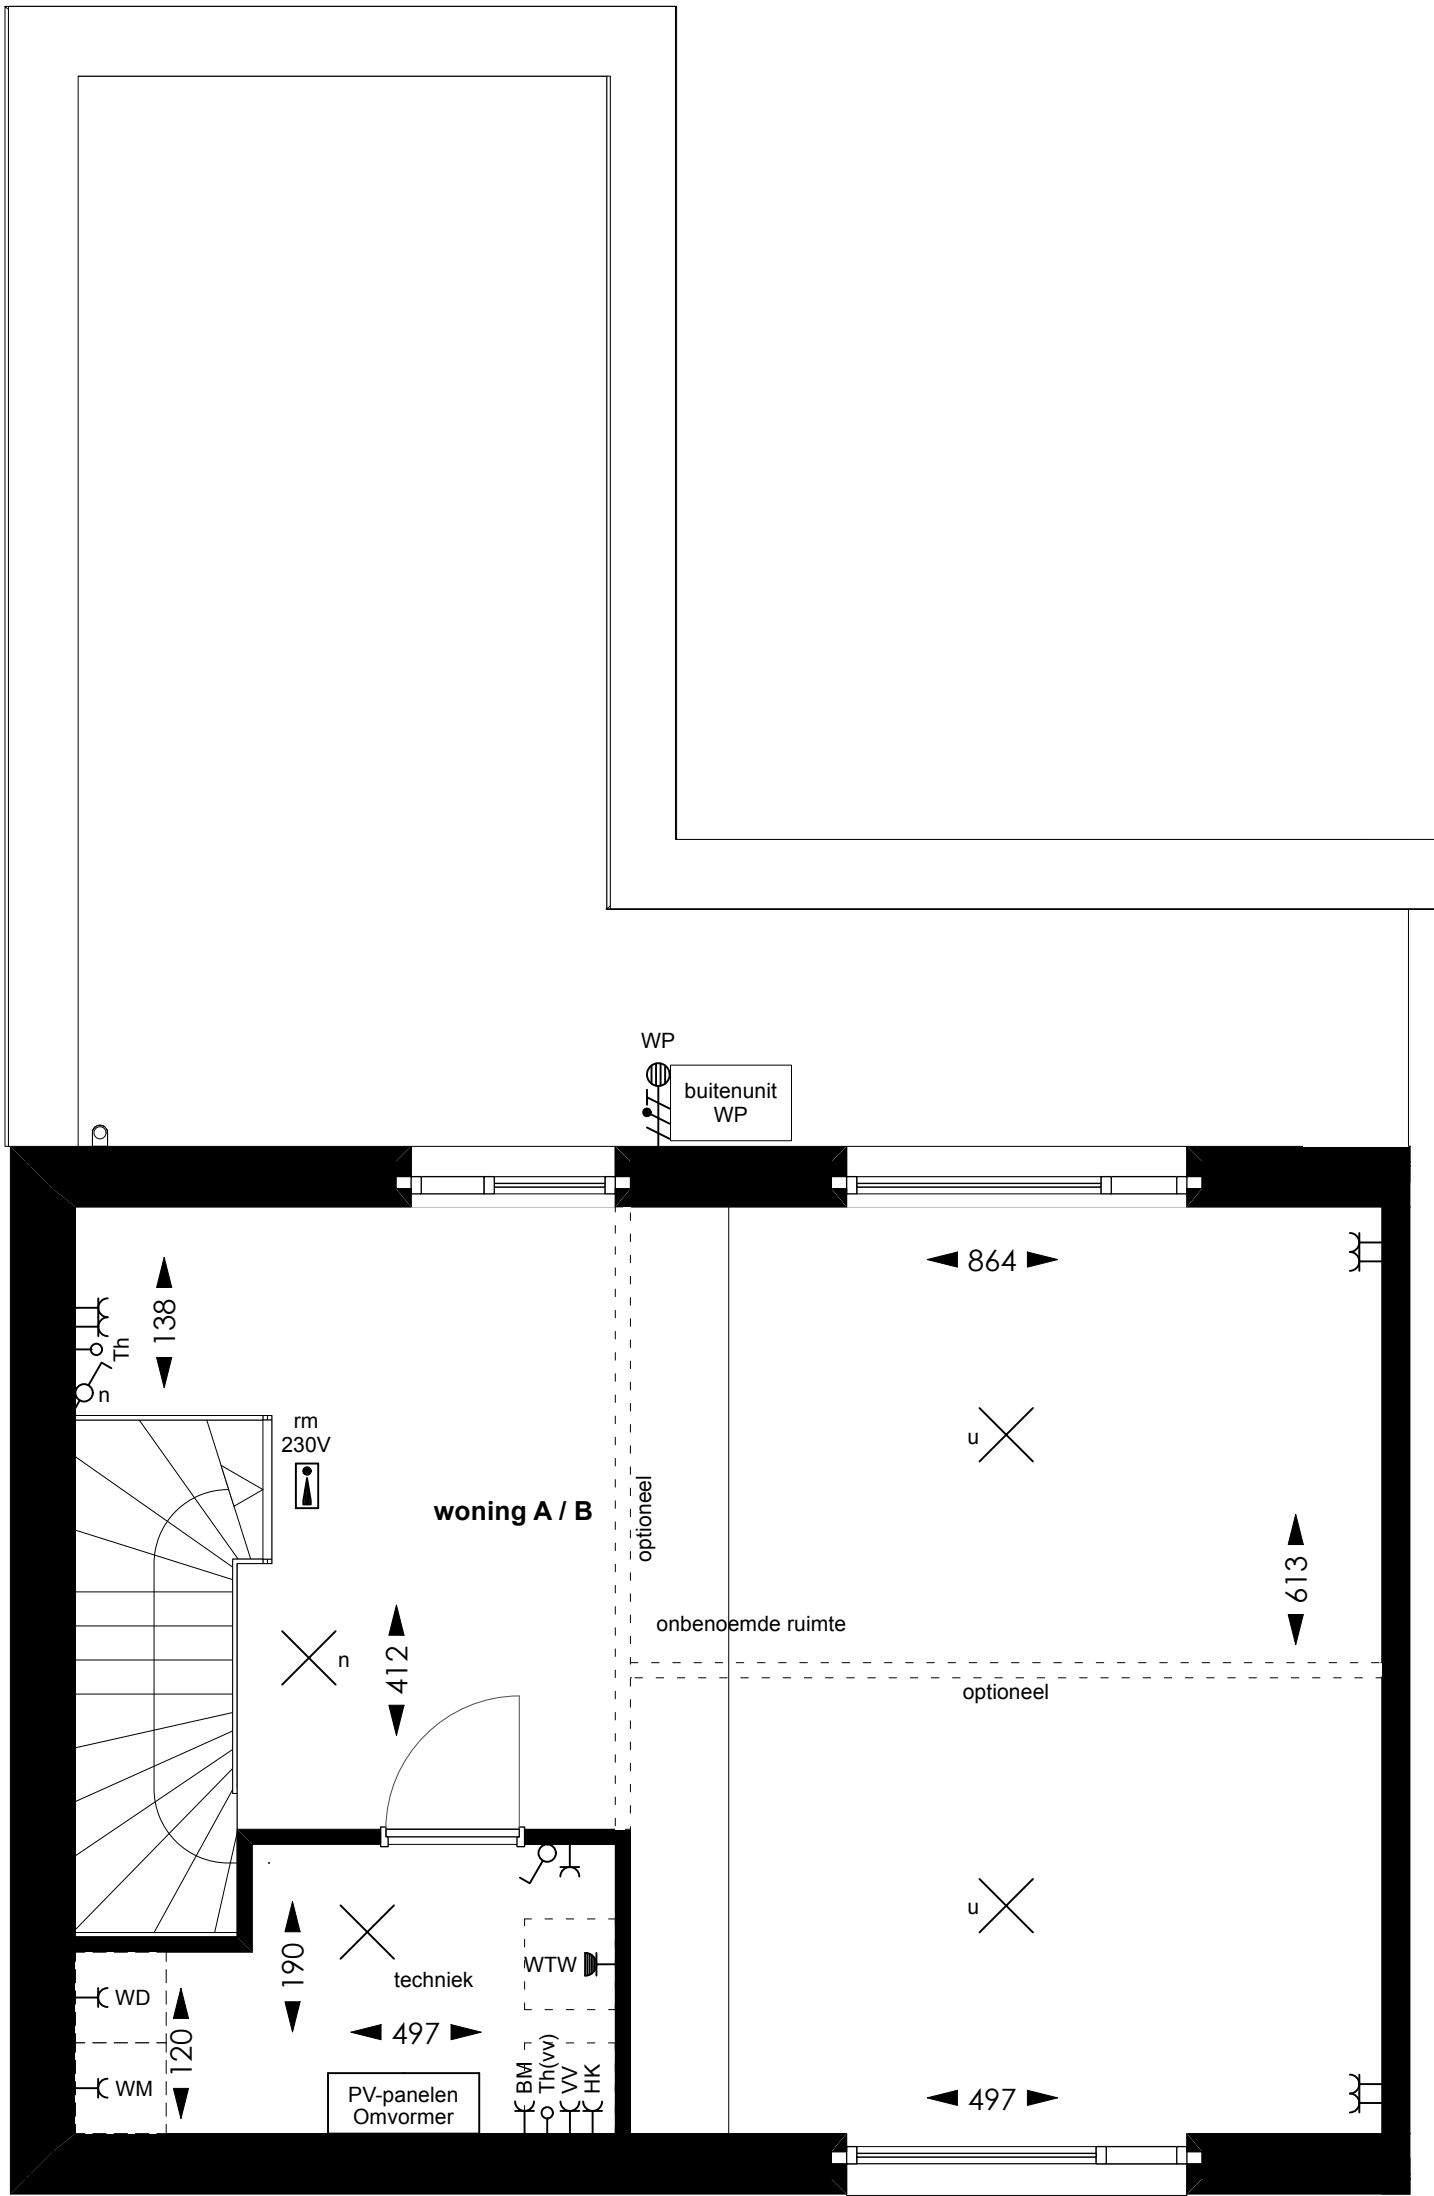 WP
buitenunit
WP
864
138
Th
n
rm
230V
u
woning A / B
optioneel
613
onbenoemde ruimte
n
412
optioneel
u
190
WTW
techniek
WD
497
120
BM
Th(vv)
VV
HK
WM
PV-panelen
Omvormer
497